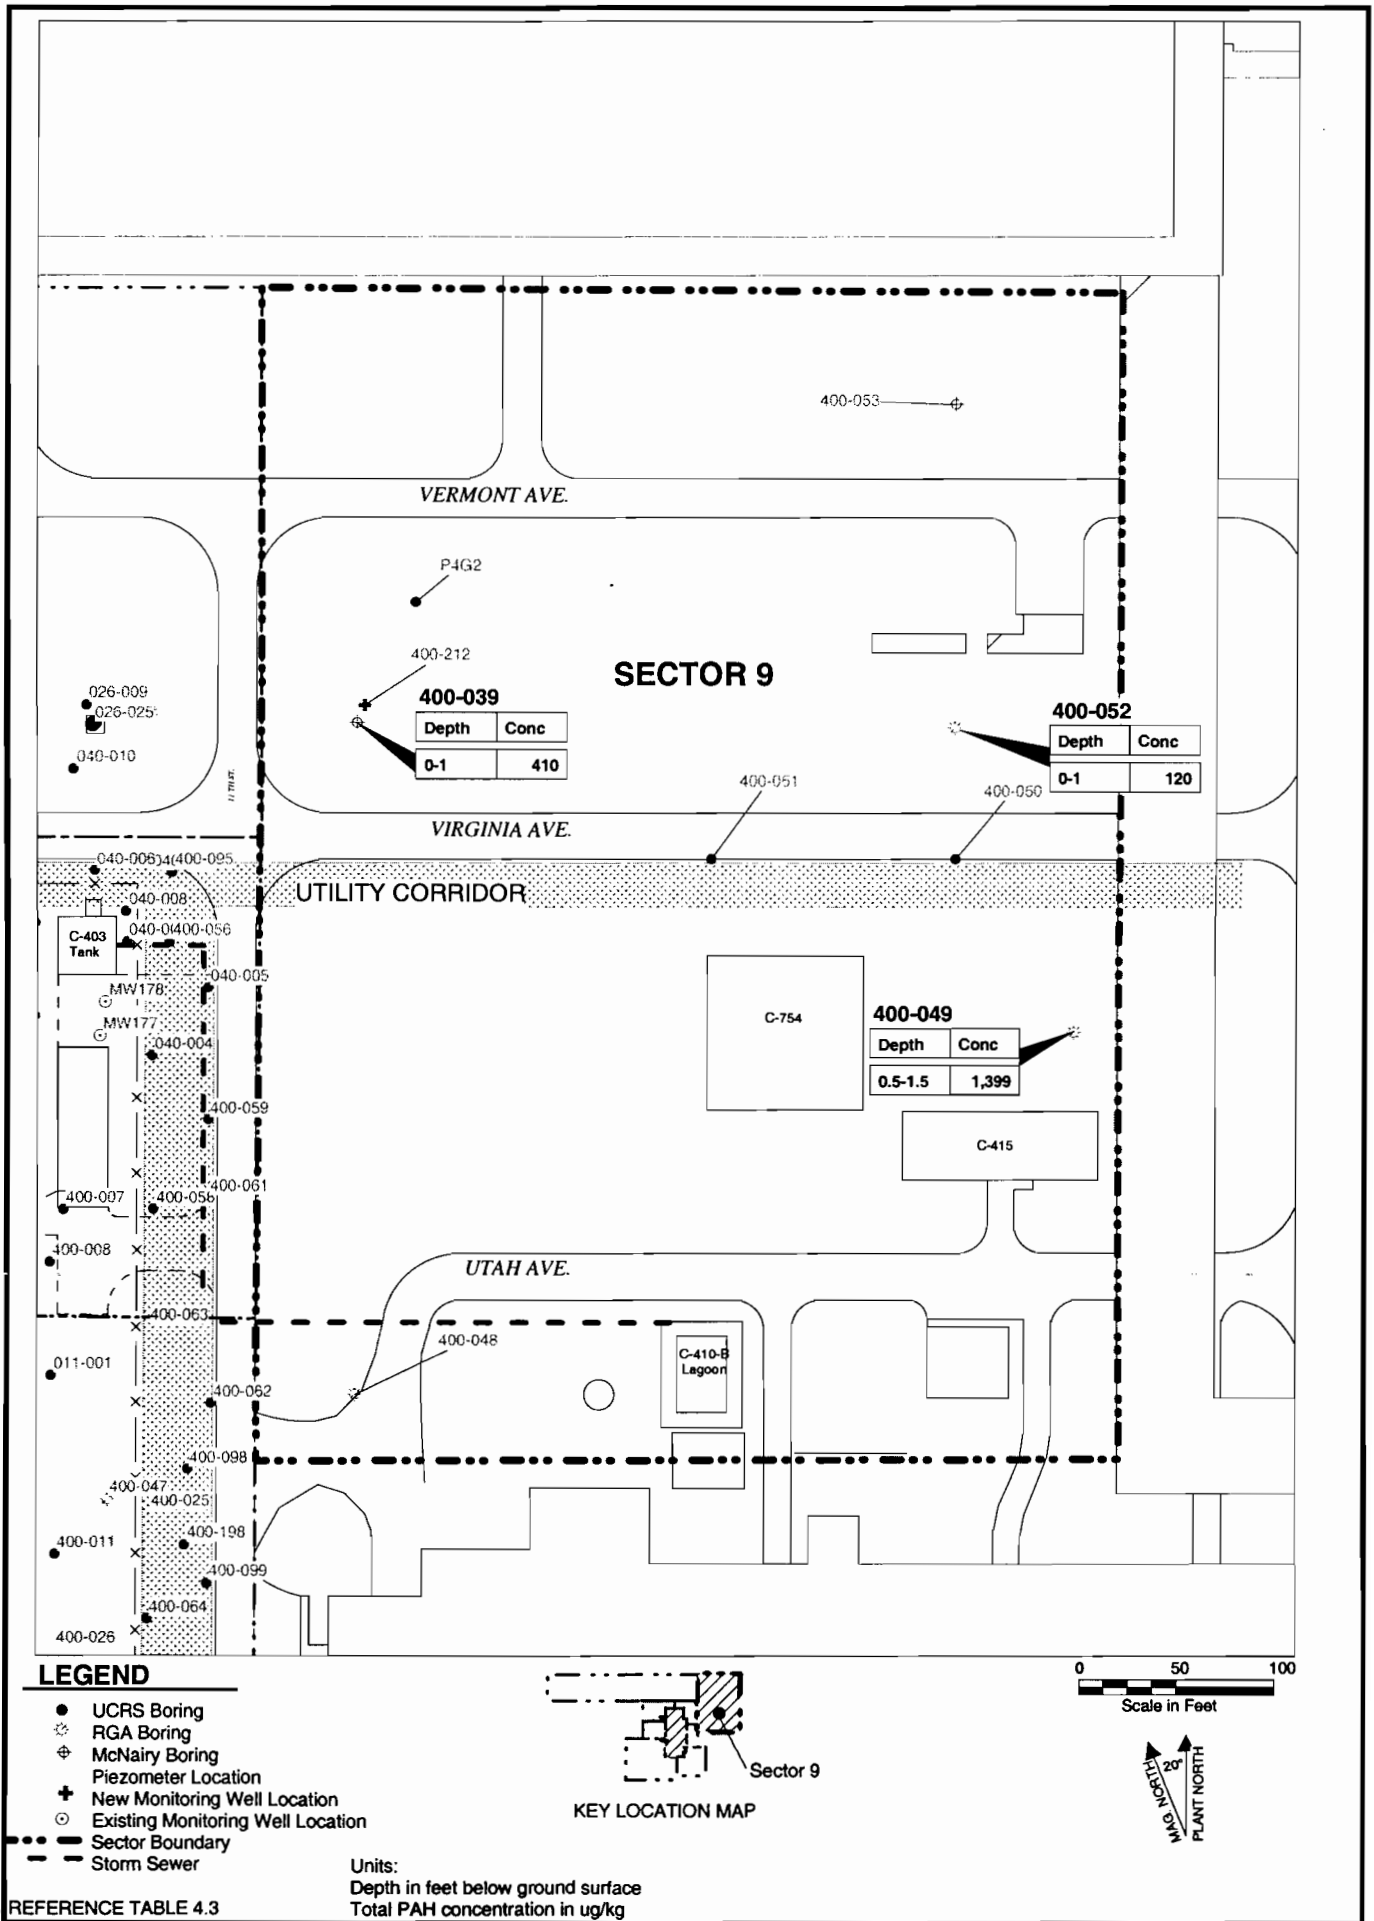 400-053
VERMONT AVE.
P4G2
400-212
SECTOR 9
026-009
026-025
040-010
11 TH ST.
400-039
Depth Conc
0-1 410
400-052
Depth Conc
0-1 120
400-051
400-050
VIRGINIA AVE.
040-006
400-095
UTILITY CORRIDOR
040-008
C-403
Tank
400-056
040-005
MW178
MW177
040-004
C-754
400-049
Depth Conc
0.5-1.5 1,399
400-059
C-415
400-061
400-007
400-008
UTAH AVE.
400-063
400-048
C-410-B
Lagoon
011-001
400-062
400-098
400-047
400-025
400-198
400-011
400-099
400-064
400-026
LEGEND
UCRS Boring
RGA Boring
McNairy Boring
Piezometer Location
New Monitoring Well Location
Existing Monitoring Well Location
Sector Boundary
Storm Sewer
REFERENCE TABLE 4.3
Units:
Depth in feet below ground surface
Total PAH concentration in ug/kg
Sector 9
KEY LOCATION MAP
0 50 100
Scale in Feet
20°
MAG. NORTH
PLANT NORTH